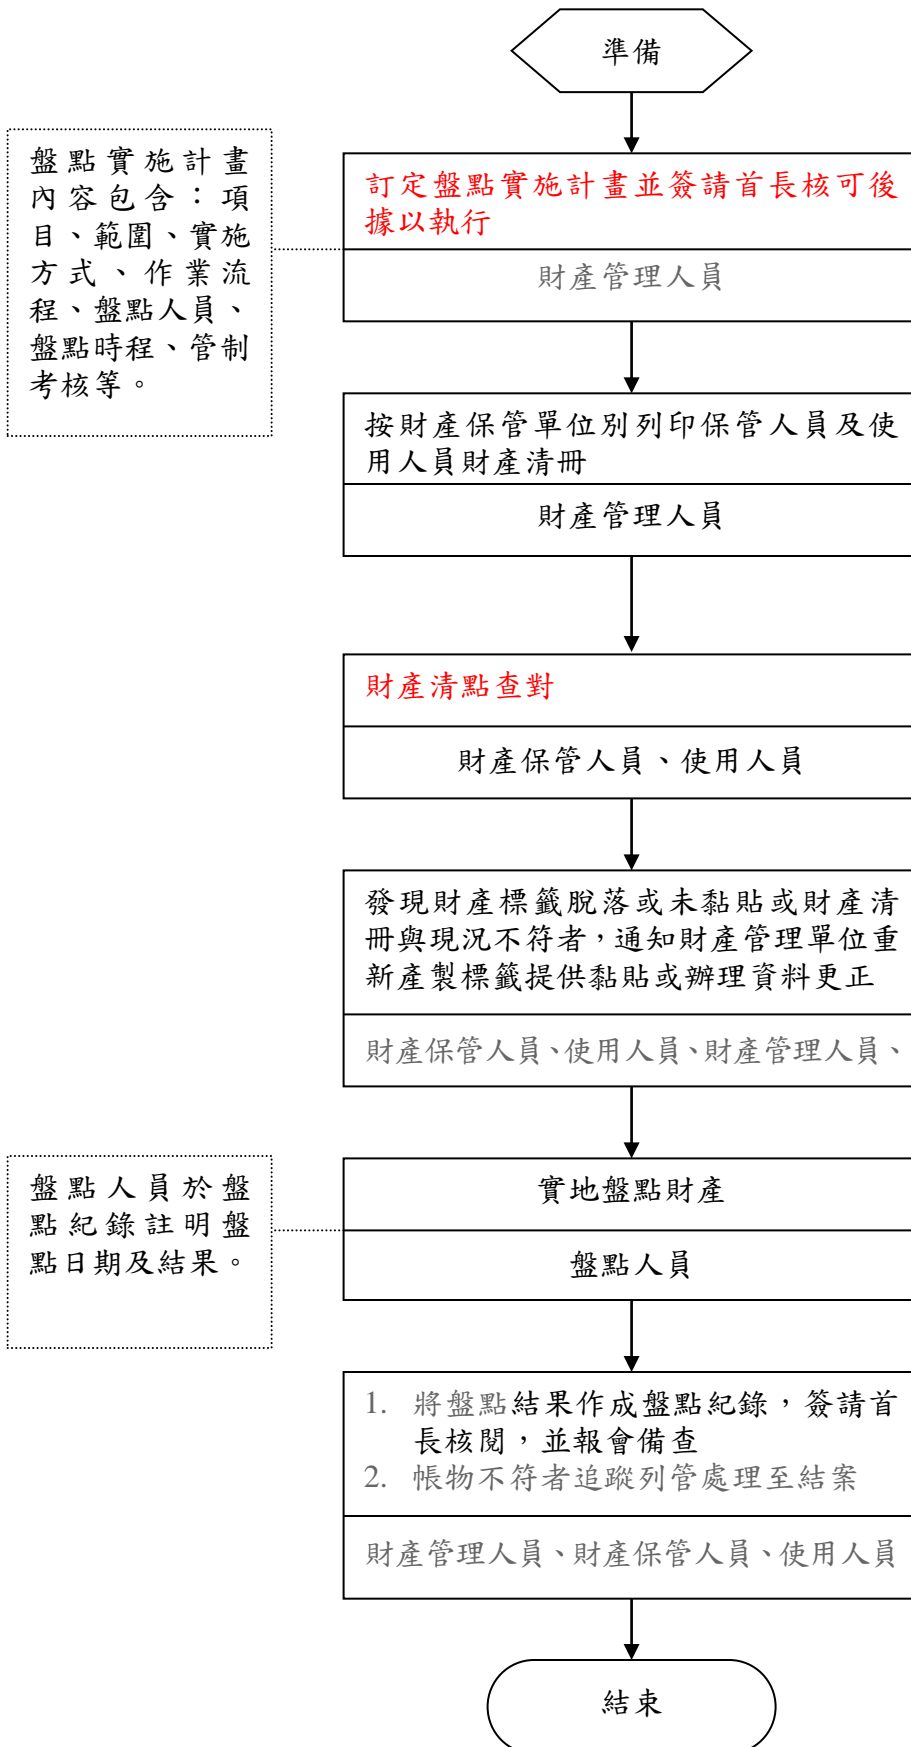 準備
盤點實施計畫
內容包含：項
目、範圍、實施
方式、作業流
程、盤點人員、
盤點時程、管制
考核等。
訂定盤點實施計畫並簽請首長核可後
據以執行
財產管理人員
按財產保管單位別列印保管人員及使
用人員財產清冊
財產管理人員
財產清點查對
財產保管人員、使用人員
發現財產標籤脫落或未黏貼或財產清
冊與現況不符者，通知財產管理單位重
新產製標籤提供黏貼或辦理資料更正
財產保管人員、使用人員、財產管理人員、
盤點人員於盤
點紀錄註明盤
點日期及結果。
實地盤點財產
盤點人員
1. 將盤點結果作成盤點紀錄，簽請首
長核閱，並報會備查
2. 帳物不符者追蹤列管處理至結案
財產管理人員、財產保管人員、使用人員
結束